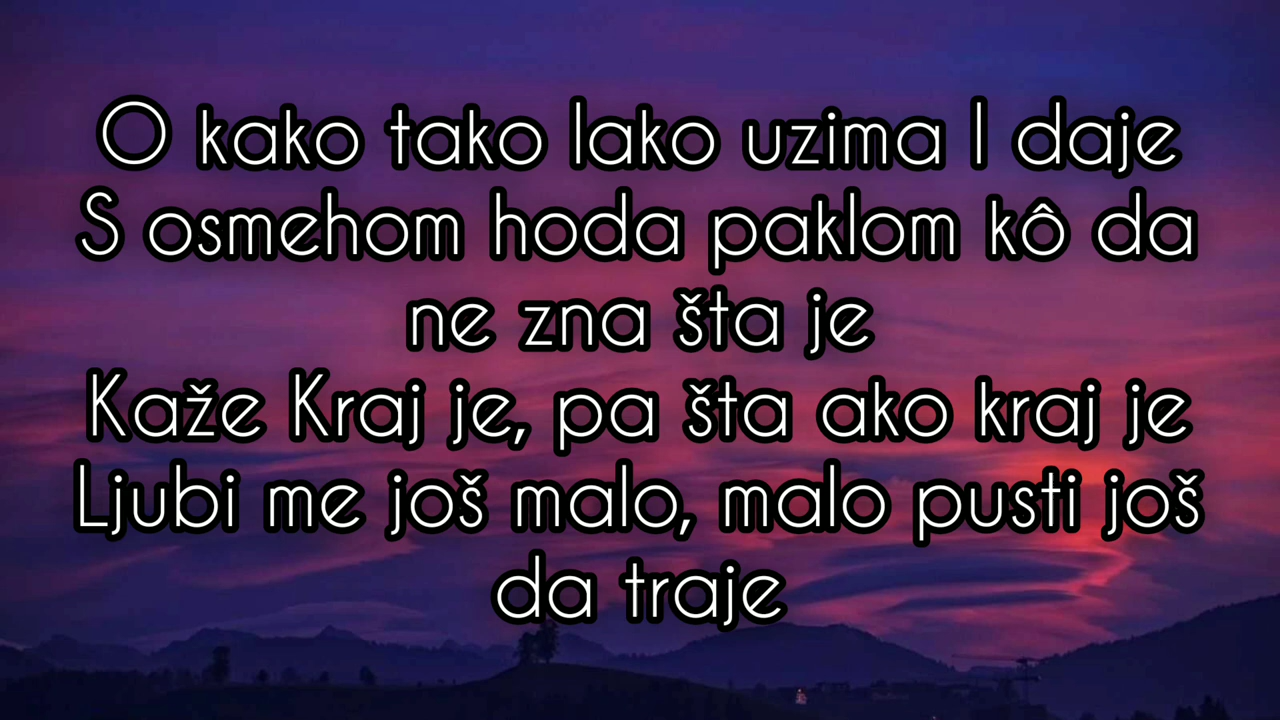 O kako tako lako uzima I daje
S osmehom hoda paklom kô da
ne zna šta je
Kaže Kraj je, pa šta ako kraj je
Ljubi me još malo, malo pusti još
da traje